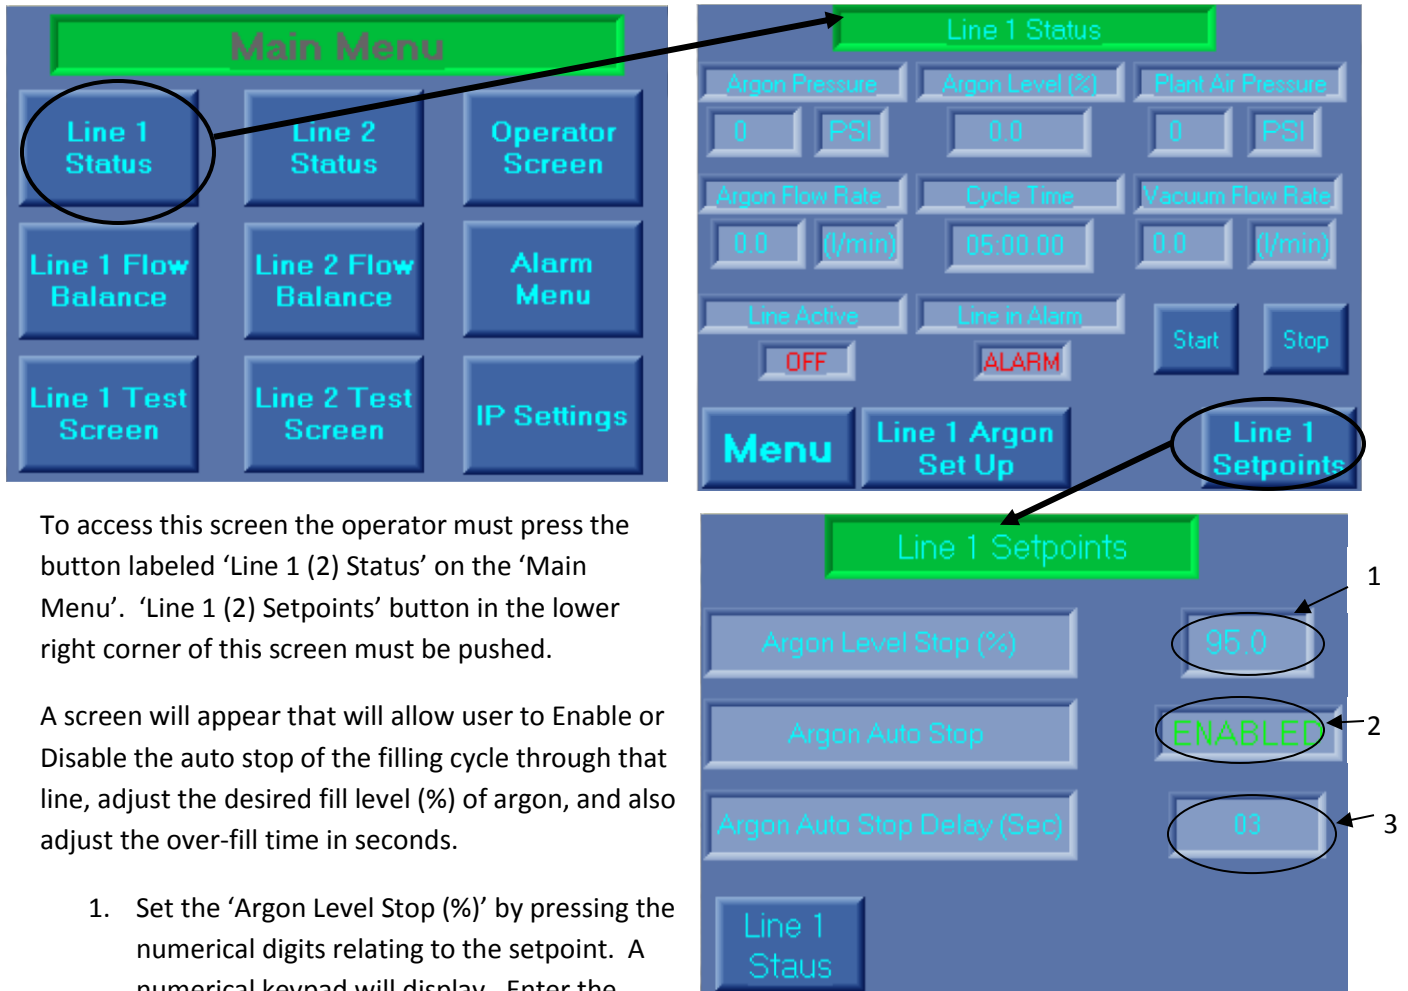 Main Menu
Line 1
Status
Line 2
Status
Operator
Screen
Line 1 Flow
Balance
Line 2 Flow
Balance
Alarm
Menu
Line 1 Test
Screen
Line 2 Test
Screen
IP Settings
Line 1 Status
Argon Pressure
Argon Level (%)
Plant Air Pressure
0 PSI
0.0
0 PSI
Argon Flow Rate
Cycle Time
Vacuum Flow Rate
0.0 (l/min)
05:00.00
0.0 (l/min)
Line Active
Line in Alarm
OFF
ALARM
Start
Stop
Menu
Line 1 Argon
Set Up
Line 1
Setpoints
To access this screen the operator must press the
button labeled ‘Line 1 (2) Status’ on the ‘Main
Menu’.  ‘Line 1 (2) Setpoints’ button in the lower
right corner of this screen must be pushed.
A screen will appear that will allow user to Enable or
Disable the auto stop of the filling cycle through that
line, adjust the desired fill level (%) of argon, and also
adjust the over-fill time in seconds.
1. Set the ‘Argon Level Stop (%)’ by pressing the
numerical digits relating to the setpoint.  A
numerical keypad will display.  Enter the
Line 1 Setpoints
Argon Level Stop (%)
95.0
1
Argon Auto Stop
ENABLED
2
Argon Auto Stop Delay (Sec)
03
3
Line 1
Staus